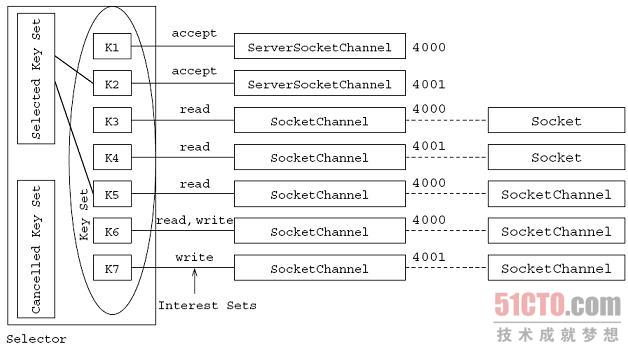 Selected Key Set
Cancelled Key Set
Key Set
K1 accept ServerSocketChannel 4000
K2 accept ServerSocketChannel 4001
K3 read SocketChannel 4000 Socket
K4 read SocketChannel 4001 Socket
K5 read SocketChannel 4000 SocketChannel
K6 read,write SocketChannel 4000 SocketChannel
K7 write SocketChannel 4001 SocketChannel
Interest Sets
Selector
51CTO.com
技术成就梦想